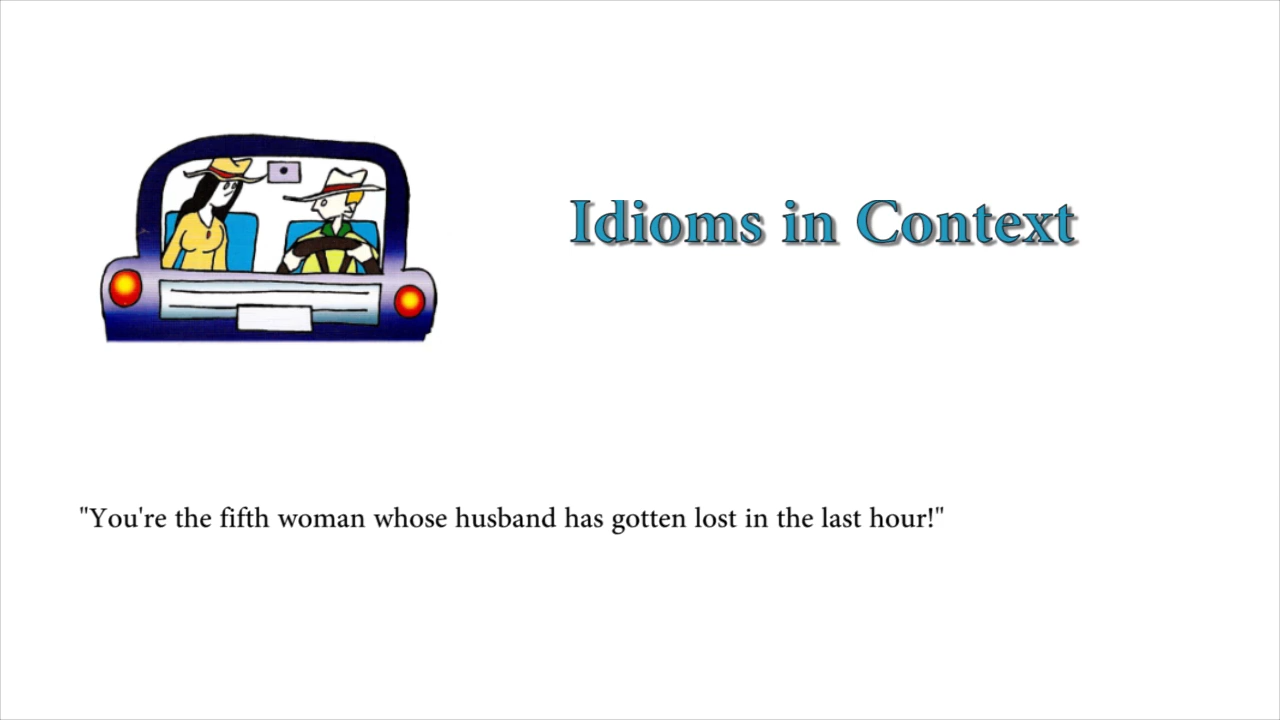 Idioms in Context
"You're the fifth woman whose husband has gotten lost in the last hour!"